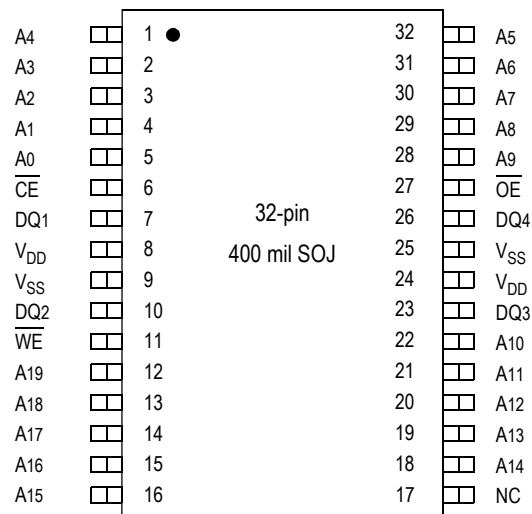 A4 1 32 A5
A3 2 31 A6
A2 3 30 A7
A1 4 29 A8
A0 5 28 A9
CE 6 27 OE
DQ1 7 32-pin 26 DQ4
VDD 8 400 mil SOJ 25 VSS
VSS 9 24 VDD
DQ2 10 23 DQ3
WE 11 22 A10
A19 12 21 A11
A18 13 20 A12
A17 14 19 A13
A16 15 18 A14
A15 16 17 NC